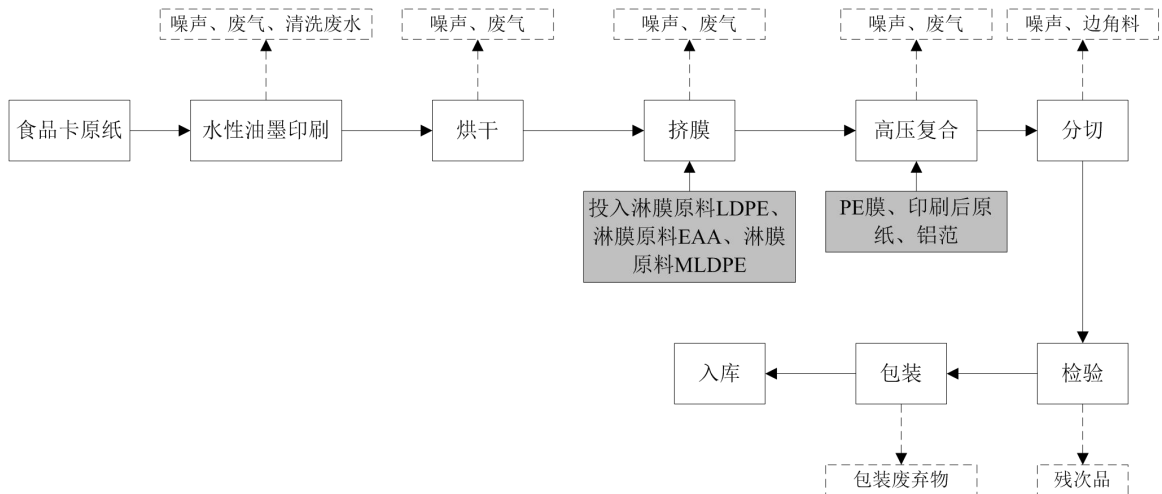 噪声、废气、清洗废水
噪声、废气
噪声、废气
噪声、废气
噪声、边角料
食品卡原纸
水性油墨印刷
烘干
挤膜
高压复合
分切
投入淋膜原料LDPE、
淋膜原料EAA、淋膜
原料MLDPE
PE膜、印刷后原
纸、铝范
入库
包装
检验
包装废弃物
残次品